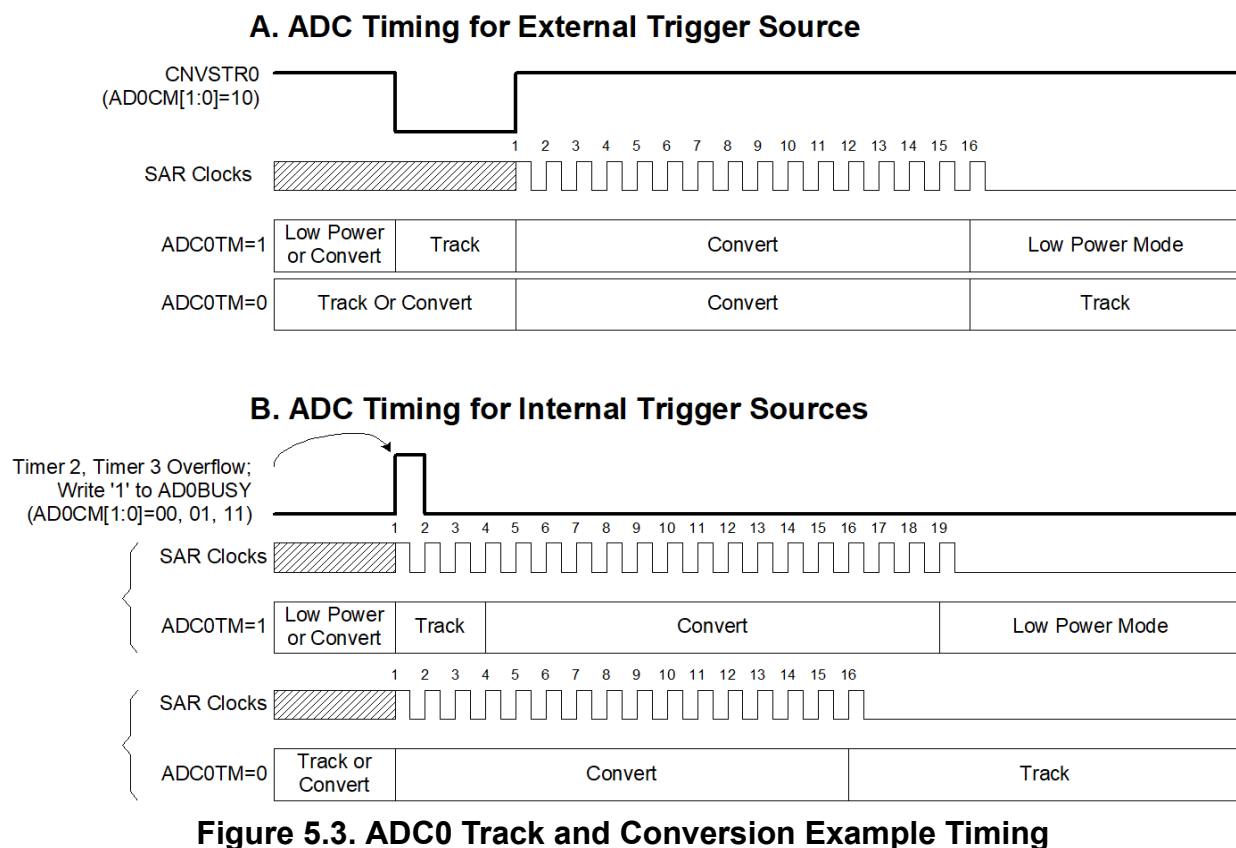 A. ADC Timing for External Trigger Source
CNVSTR0
(AD0CM[1:0]=10)
1 2 3 4 5 6 7 8 9 10 11 12 13 14 15 16
SAR Clocks
ADC0TM=1
Low Power
or Convert
Track
Convert
Low Power Mode
ADC0TM=0
Track Or Convert
Convert
Track
B. ADC Timing for Internal Trigger Sources
Timer 2, Timer 3 Overflow;
Write '1' to AD0BUSY
(AD0CM[1:0]=00, 01, 11)
1 2 3 4 5 6 7 8 9 10 11 12 13 14 15 16 17 18 19
SAR Clocks
ADC0TM=1
Low Power
or Convert
Track
Convert
Low Power Mode
1 2 3 4 5 6 7 8 9 10 11 12 13 14 15 16
SAR Clocks
ADC0TM=0
Track or
Convert
Convert
Track
Figure 5.3. ADC0 Track and Conversion Example Timing